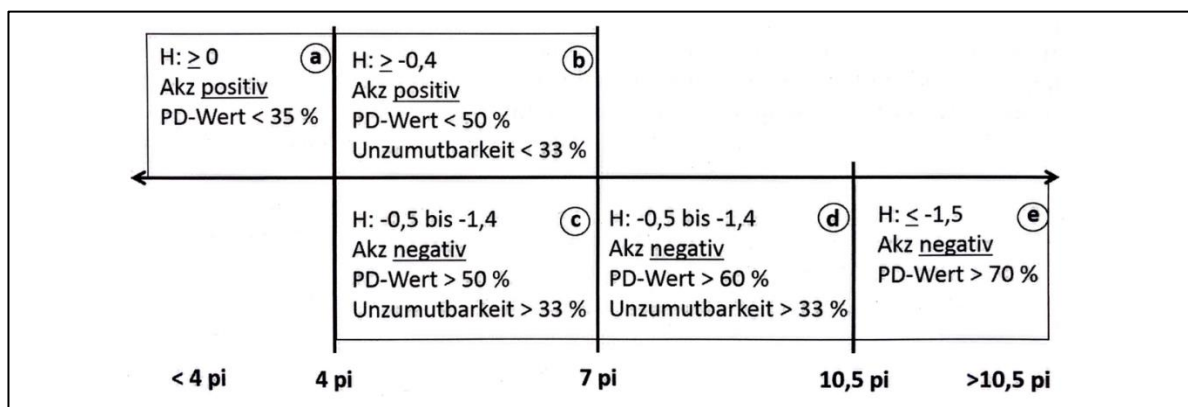 H: ≥ 0 ⓐ
Akz positiv
PD-Wert < 35 %
H: ≥ -0,4 ⓑ
Akz positiv
PD-Wert < 50 %
Unzumutbarkeit < 33 %
H: -0,5 bis -1,4 ⓒ
Akz negativ
PD-Wert > 50 %
Unzumutbarkeit > 33 %
H: -0,5 bis -1,4 ⓓ
Akz negativ
PD-Wert > 60 %
Unzumutbarkeit > 33 %
H: ≤ -1,5 ⓔ
Akz negativ
PD-Wert > 70 %
< 4 pi 4 pi 7 pi 10,5 pi >10,5 pi